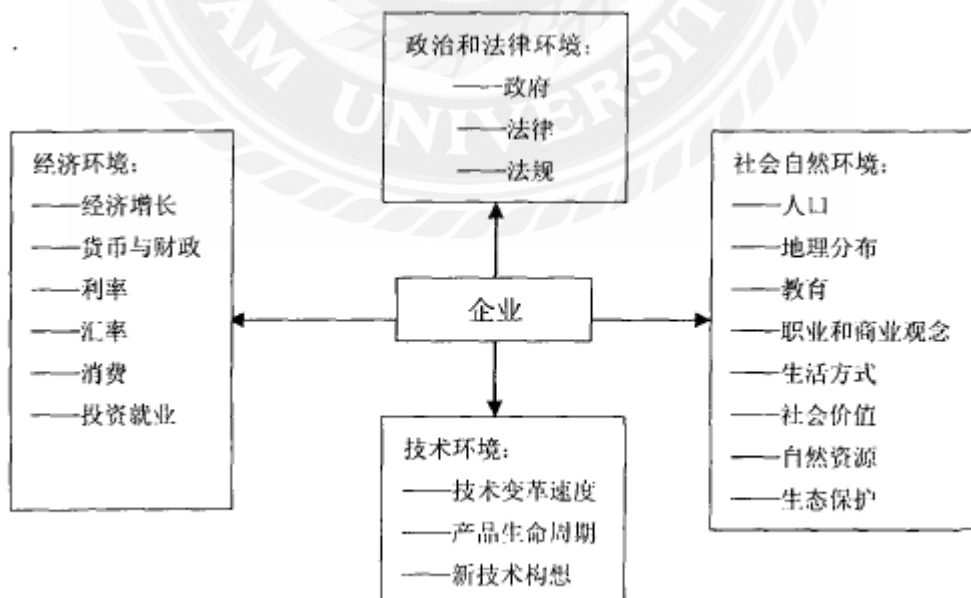 AM UNIVERSIT
政治和法律环境：
——政府
——法律
——法规
经济环境：
——经济增长
——货币与财政
——利率
——汇率
——消费
——投资就业
企业
社会自然环境：
——人口
——地理分布
——教育
——职业和商业观念
——生活方式
——社会价值
——自然资源
——生态保护
技术环境：
——技术变革速度
——产品生命周期
——新技术构想